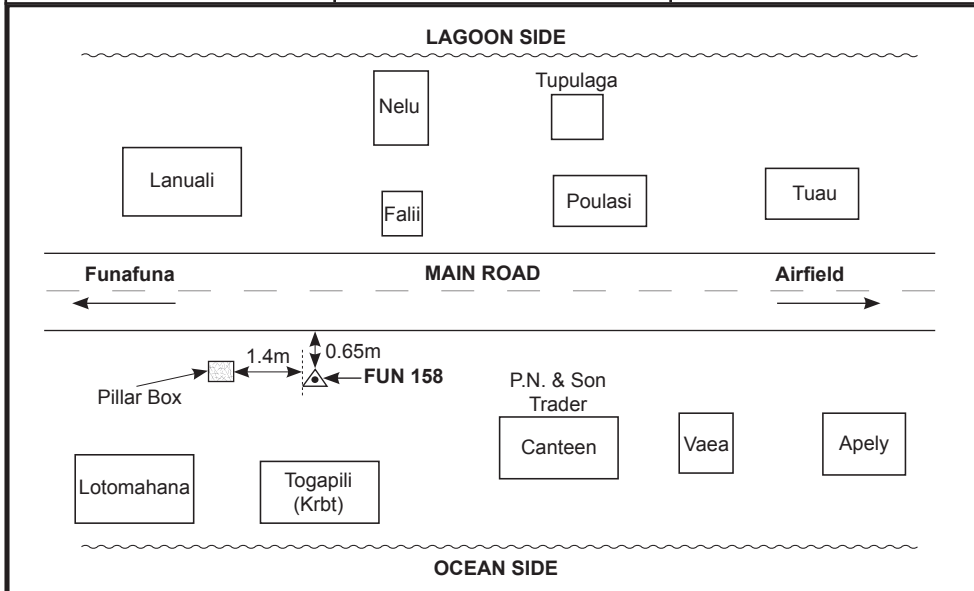 LAGOON SIDE
Nelu
Tupulaga
Lanuali
Falii
Poulasi
Tuau
Funafuna
MAIN ROAD
Airfield
1.4m
0.65m
FUN 158
Pillar Box
P.N. & Son
Trader
Canteen
Vaea
Apely
Lotomahana
Togapili
(Krbt)
OCEAN SIDE